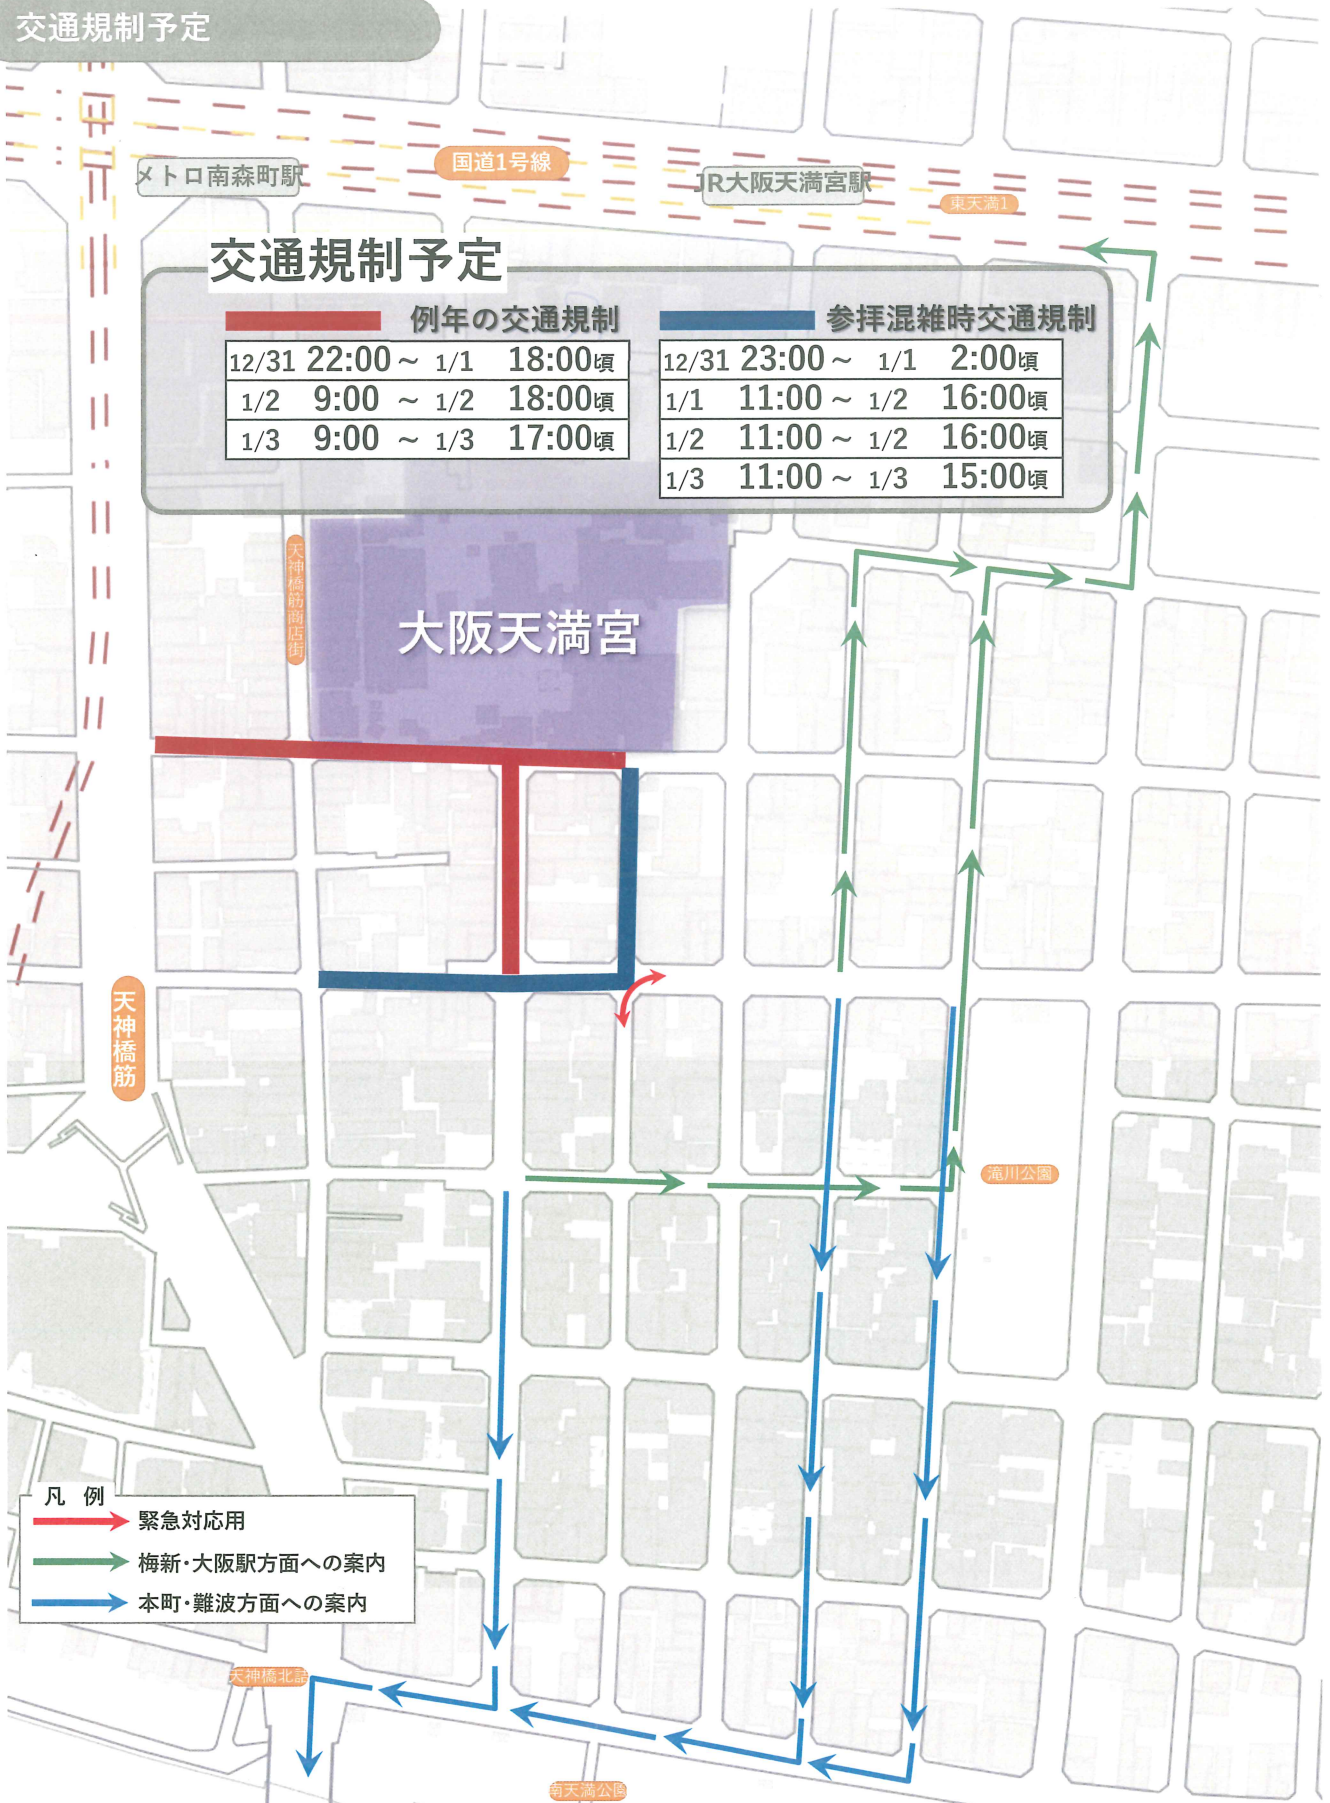 交通規制予定
メトロ南森町駅
国道1号線
JR大阪天満宮駅
東天満1
交通規制予定
例年の交通規制
12/31 22:00 ～ 1/1 18:00頃
1/2 9:00 ～ 1/2 18:00頃
1/3 9:00 ～ 1/3 17:00頃
参拝混雑時交通規制
12/31 23:00 ～ 1/1 2:00頃
1/1 11:00 ～ 1/2 16:00頃
1/2 11:00 ～ 1/2 16:00頃
1/3 11:00 ～ 1/3 15:00頃
天神橋筋商店街
大阪天満宮
天神橋筋
滝川公園
凡 例
緊急対応用
梅新・大阪駅方面への案内
本町・難波方面への案内
天神橋北詰
南天満公園